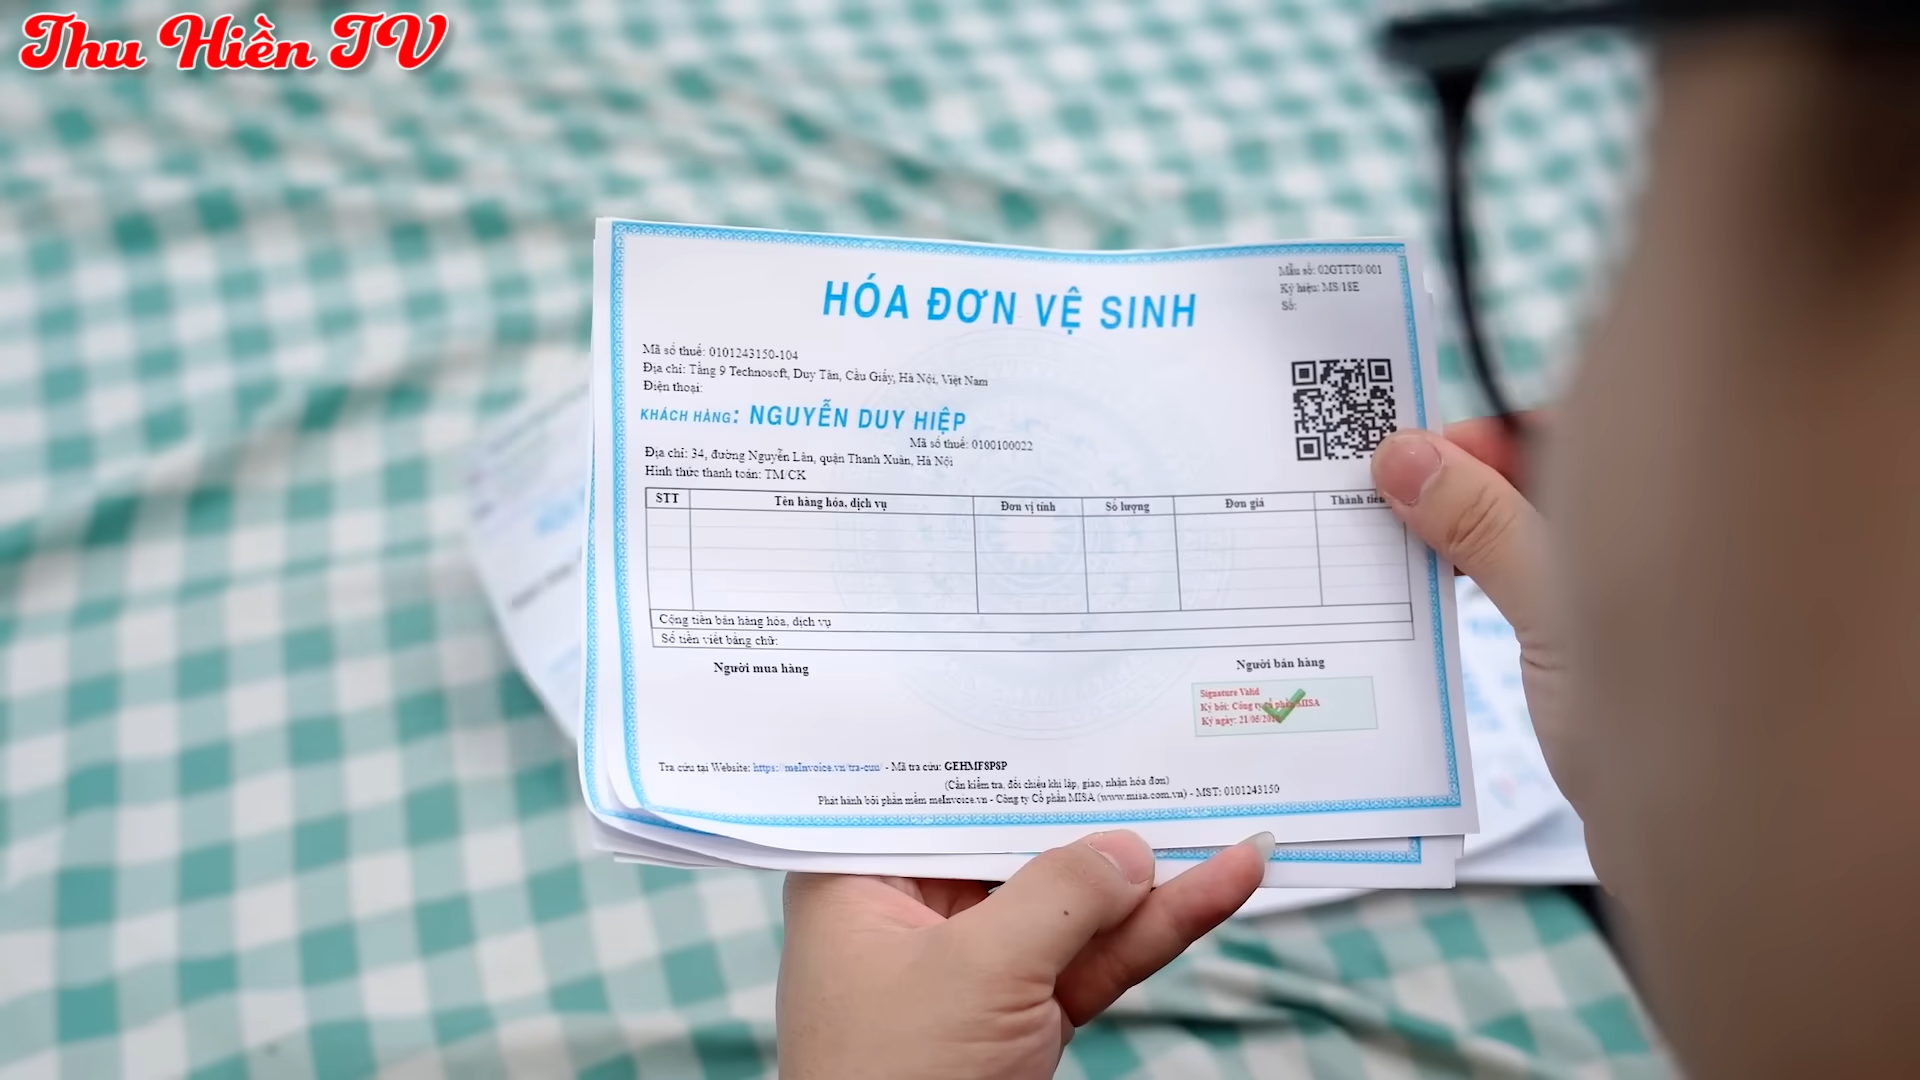 Thu Hiền TV
HÓA ĐƠN VỆ SINH
Mẫu số: 02GTTT0/001
Ký hiệu: MS/18E
Số:
Mã số thuế: 0101243150-104
Địa chỉ: Tầng 9 Technosoft, Duy Tân, Cầu Giấy, Hà Nội, Việt Nam
Điện thoại:
KHÁCH HÀNG: NGUYỄN DUY HIỆP
Mã số thuế: 0100100022
Địa chỉ: 34, đường Nguyễn Lân, quận Thanh Xuân, Hà Nội
Hình thức thanh toán: TM/CK
STT Tên hàng hóa, dịch vụ Đơn vị tính Số lượng Đơn giá Thành tiền
Cộng tiền bán hàng hóa, dịch vụ
Số tiền viết bằng chữ:
Người mua hàng Người bán hàng
Signature Valid
Ký bởi: Công ty cổ phần MISA
Ký ngày: 21/06/
Tra cứu tại Website: https://meInvoice.vn/tra-cuu/ - Mã tra cứu: GEHMF8P8P
(Cần kiểm tra, đối chiếu khi lập, giao, nhận hóa đơn)
Phát hành bởi phần mềm meInvoice.vn - Công ty Cổ phần MISA (www.misa.com.vn) - MST: 0101243150